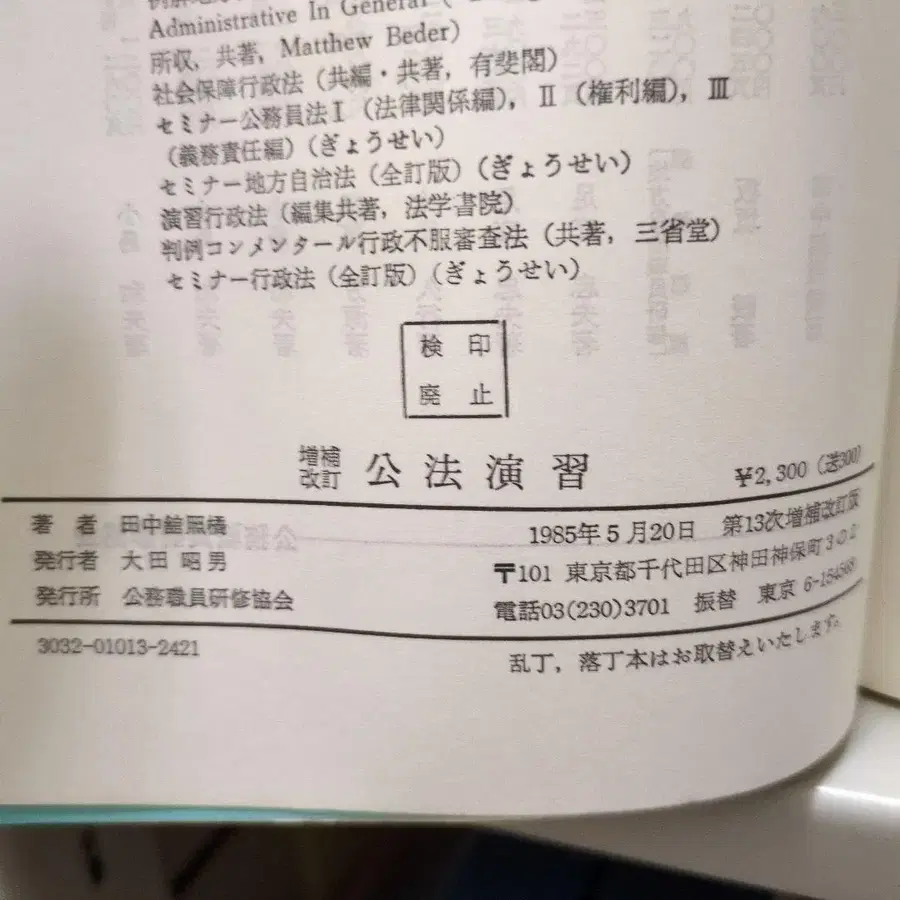 Administrative In General (
所収, 共著, Matthew Beder)
社会保障行政法 (共編・共著, 有斐閣)
セミナー公務員法Ⅰ (法律関係編), Ⅱ (権利編), Ⅲ
(義務責任編) (ぎょうせい)
セミナー地方自治法 (全訂版) (ぎょうせい)
演習行政法 (編集共著, 法学書院)
判例コンメンタール行政不服審査法 (共著, 三省堂)
セミナー行政法 (全訂版) (ぎょうせい)
検印
廃止
増補
改訂 公法演習 ¥2,300 (送300)
著者 田中舘照橘 1985年5月20日 第13次増補改訂版
発行者 大田昭男 〒101 東京都千代田区神田神保町3の2
発行所 公務職員研修協会 電話03(230)3701 振替 東京 6-154568
3032-01013-2421 乱丁, 落丁本はお取替えいたします。